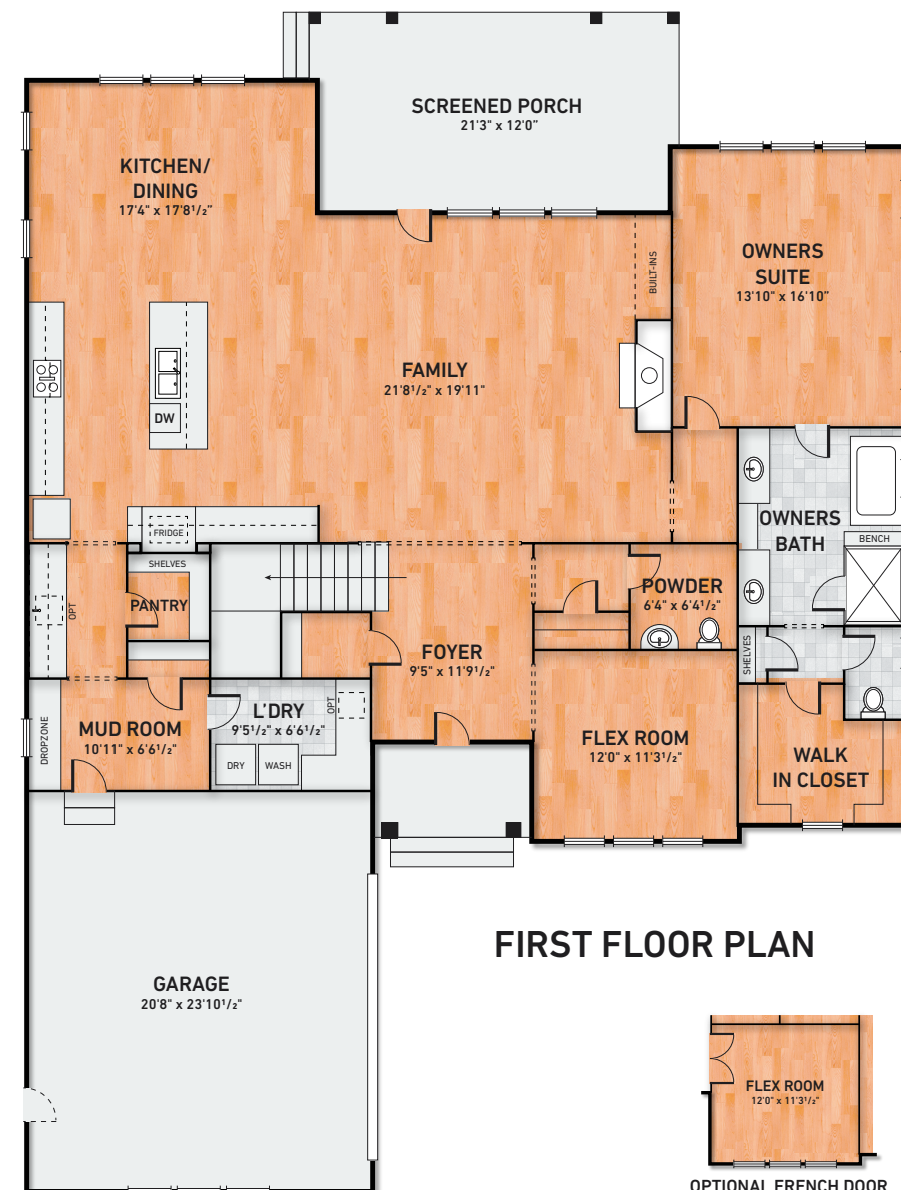 SCREENED PORCH
21'3" x 12'0"
KITCHEN/
DINING
17'4" x 17'8½"
OWNERS
SUITE
13'10" x 16'10"
BUILT-INS
FAMILY
21'8½" x 19'11"
DW
FRIDGE
OWNERS
BATH
BENCH
SHELVES
PANTRY
OPT
POWDER
6'4" x 6'4½"
FOYER
9'5" x 11'9½"
SHELVES
L'DRY
9'5½" x 6'6½"
OPT
MUD ROOM
10'11" x 6'6½"
DROPZONE
DRY
WASH
FLEX ROOM
12'0" x 11'3½"
WALK
IN CLOSET
FIRST FLOOR PLAN
GARAGE
20'8" x 23'10½"
FLEX ROOM
12'0" x 11'3½"
OPTIONAL FRENCH DOOR